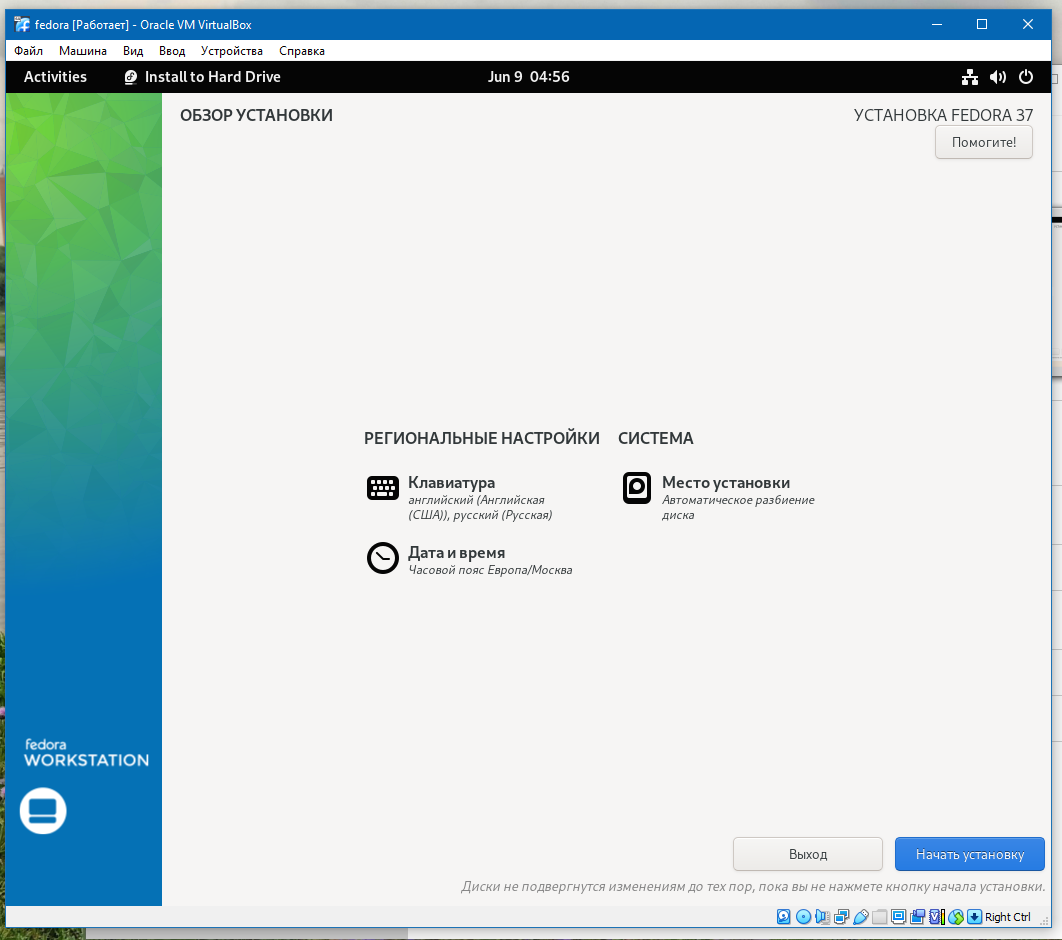 fedora [Работает] - Oracle VM VirtualBox
Файл Машина Вид Ввод Устройства Справка
Activities Install to Hard Drive Jun 9 04:56
ОБЗОР УСТАНОВКИ
УСТАНОВКА FEDORA 37
Помогите!
РЕГИОНАЛЬНЫЕ НАСТРОЙКИ
Клавиатура
английский (Английская
(США)), русский (Русская)
Дата и время
Часовой пояс Европа/Москва
СИСТЕМА
Место установки
Автоматическое разбиение
диска
fedora
WORKSTATION
Выход
Начать установку
Диски не подвергнутся изменениям до тех пор, пока вы не нажмете кнопку начала установки.
Right Ctrl